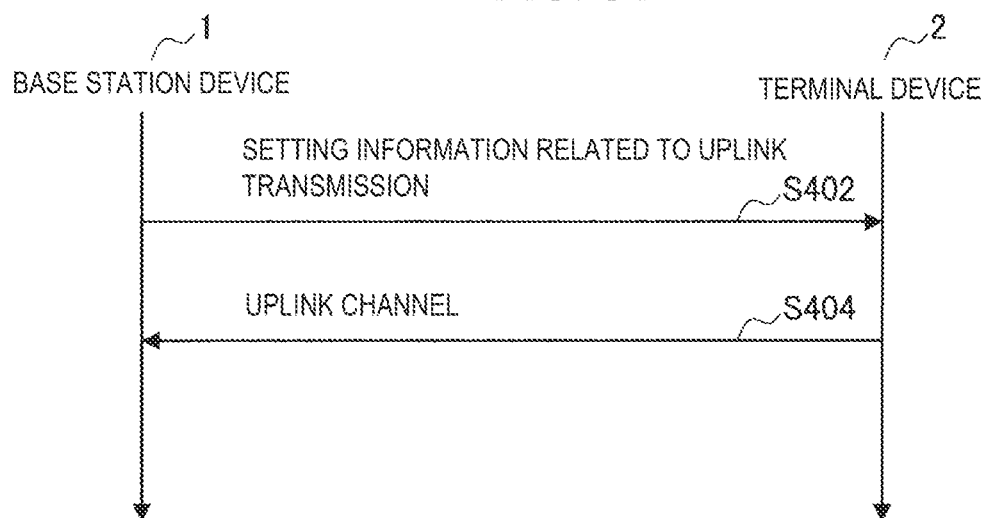 1
2
BASE STATION DEVICE
TERMINAL DEVICE
SETTING INFORMATION RELATED TO UPLINK
TRANSMISSION
S402
UPLINK CHANNEL
S404